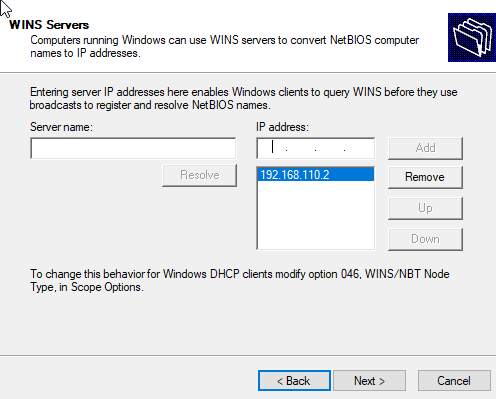 WINS Servers
Computers running Windows can use WINS servers to convert NetBIOS computer
names to IP addresses.
Entering server IP addresses here enables Windows clients to query WINS before they use
broadcasts to register and resolve NetBIOS names.
Server name:
IP address:
. . .
Add
Resolve
192.168.110.2
Remove
Up
Down
To change this behavior for Windows DHCP clients modify option 046, WINS/NBT Node
Type, in Scope Options.
< Back
Next >
Cancel